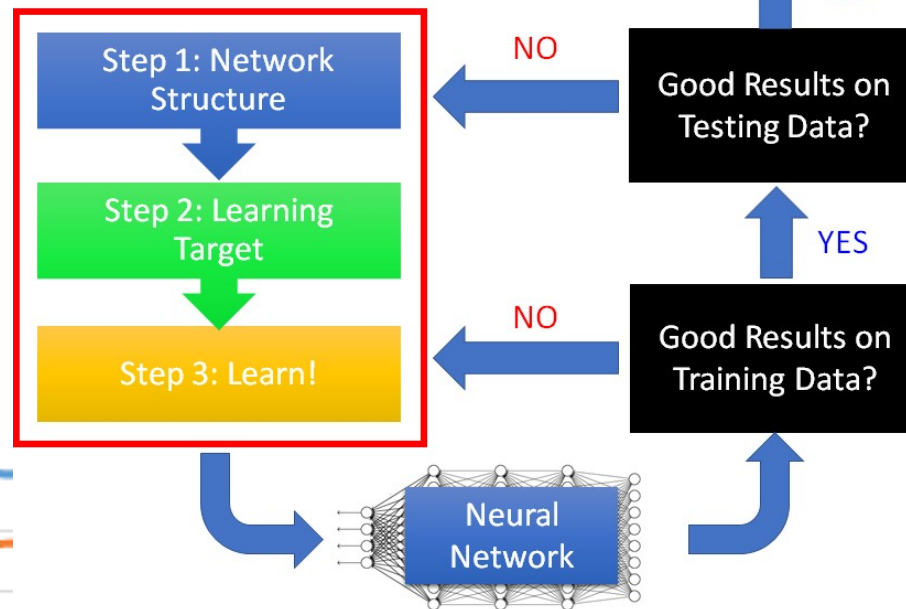 Step 1: Network
Structure
Step 2: Learning
Target
Step 3: Learn!
NO
Good Results on
Testing Data?
YES
NO
Good Results on
Training Data?
Neural
Network